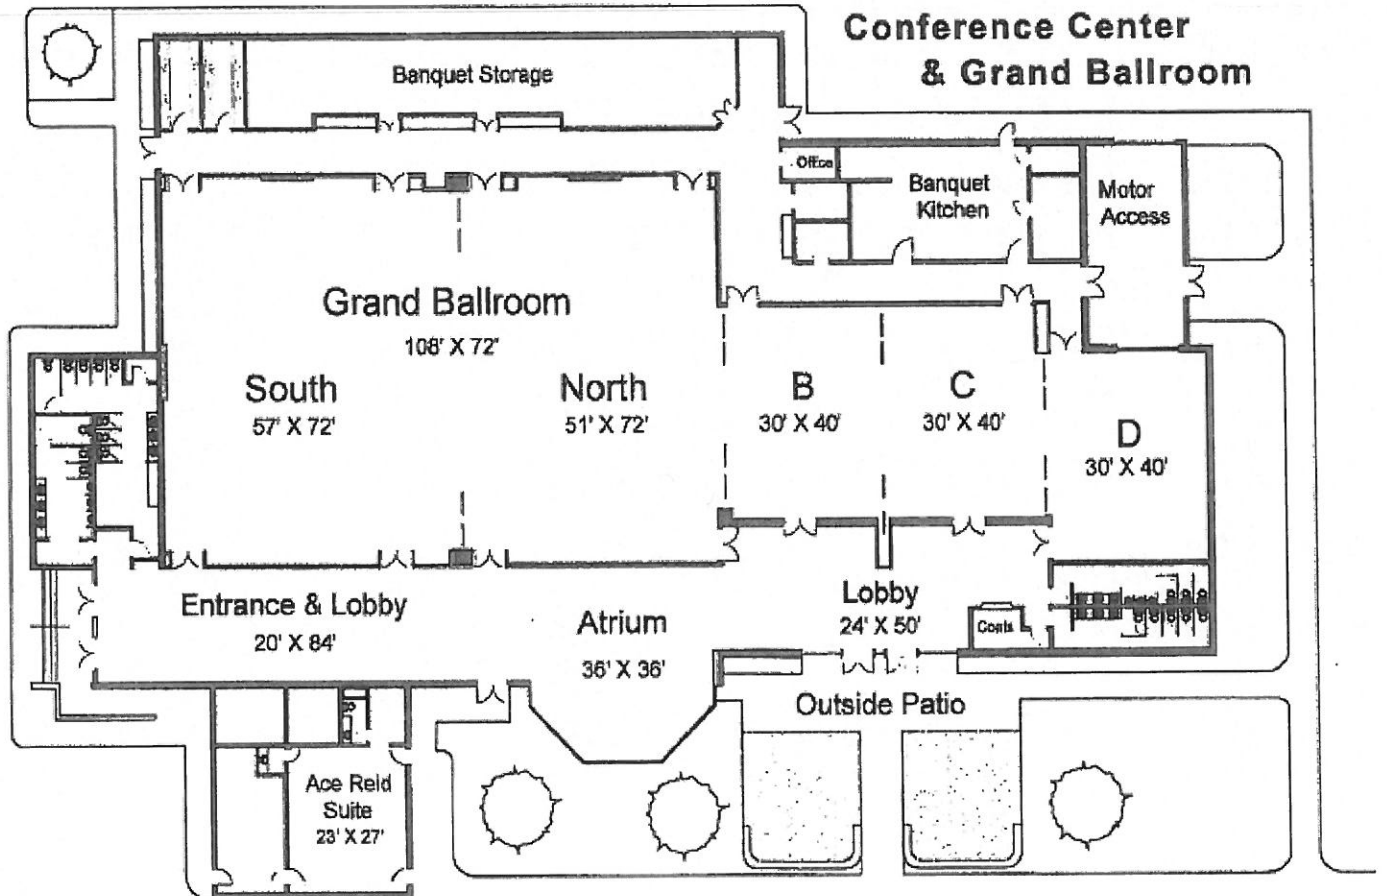 Conference Center
& Grand Ballroom
Banquet Storage
Office
Banquet
Kitchen
Motor
Access
Grand Ballroom
108' X 72'
South
57' X 72'
North
51' X 72'
B
30' X 40'
C
30' X 40'
D
30' X 40'
Entrance & Lobby
20' X 84'
Atrium
36' X 36'
Lobby
24' X 50'
Coats
Outside Patio
Ace Reid
Suite
23' X 27'